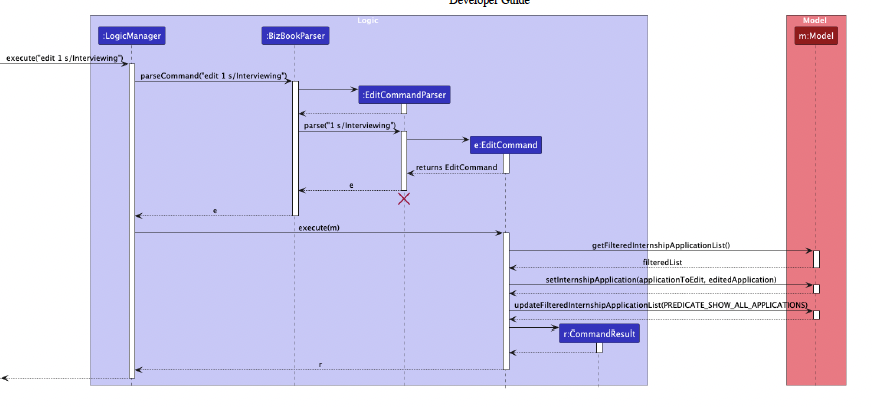 Developer Guide
Logic
Model
:LogicManager
:BizBookParser
m:Model
execute("edit 1 s/Interviewing")
parseCommand("edit 1 s/Interviewing")
:EditCommandParser
parse("1 s/Interviewing")
e:EditCommand
returns EditCommand
e
e
execute(m)
getFilteredInternshipApplicationList()
filteredList
setInternshipApplication(applicationToEdit, editedApplication)
updateFilteredInternshipApplicationList(PREDICATE_SHOW_ALL_APPLICATIONS)
r:CommandResult
r